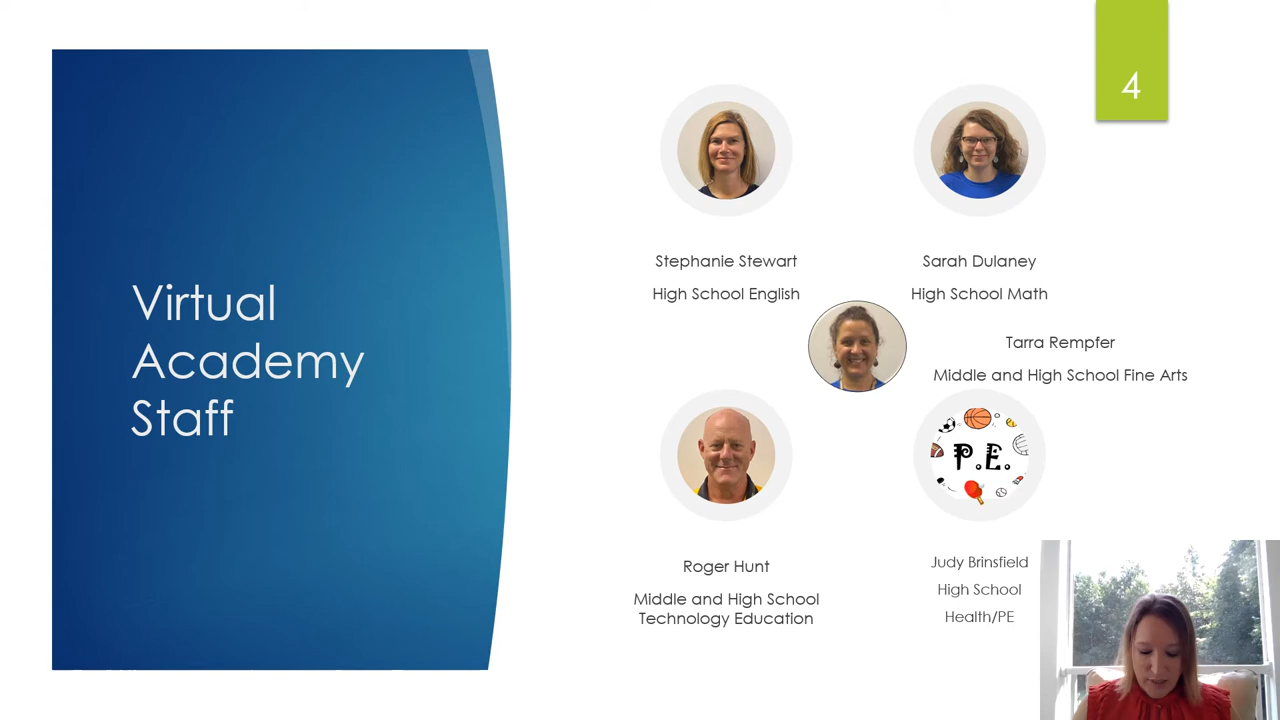 4
Virtual
Academy
Staff
Stephanie Stewart
High School English
Sarah Dulaney
High School Math
Tarra Rempfer
Middle and High School Fine Arts
P.E.
Roger Hunt
Middle and High School
Technology Education
Judy Brinsfield
High School
Health/PE